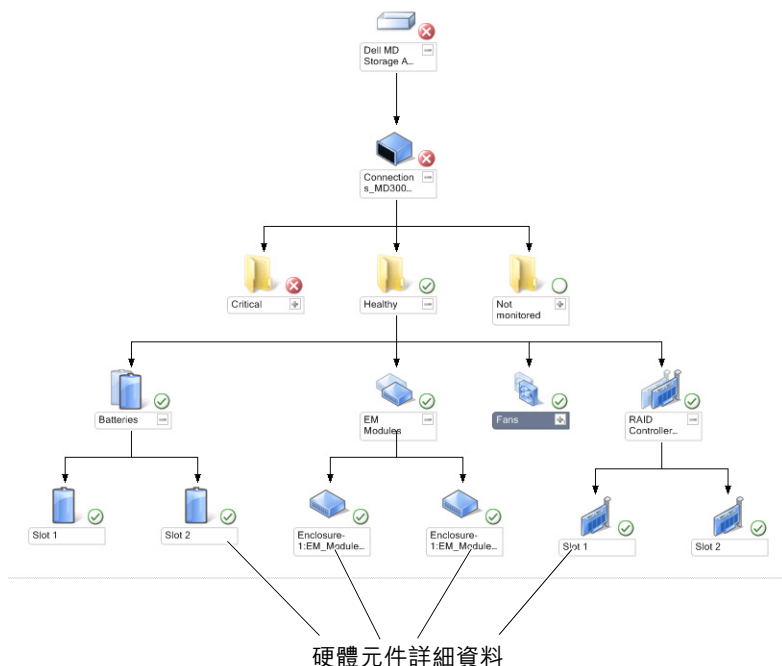 Dell MD
Storage A...
Connection
s_MD300...
Critical
Healthy
Not
monitored
Batteries
EM
Modules
Fans
RAID
Controller...
Slot 1
Slot 2
Enclosure-
1:EM_Module...
Enclosure-
1:EM_Module...
Slot 1
Slot 2
硬體元件詳細資料